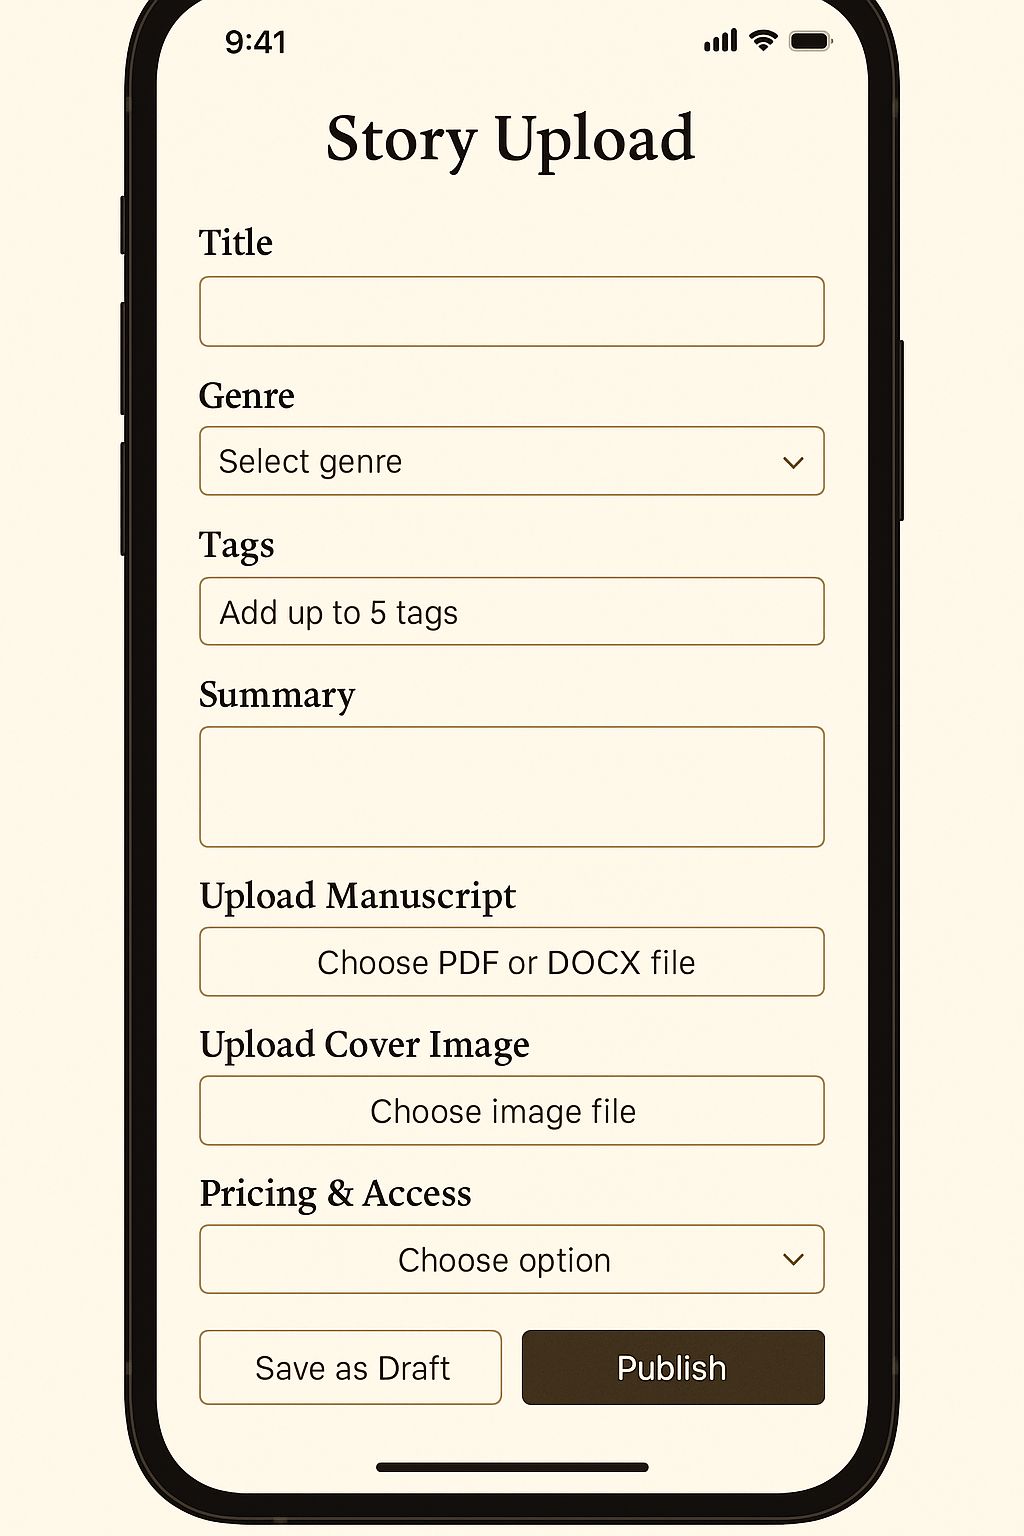 9:41
Story Upload
Title
Genre
Select genre
Tags
Add up to 5 tags
Summary
Upload Manuscript
Choose PDF or DOCX file
Upload Cover Image
Choose image file
Pricing & Access
Choose option
Save as Draft
Publish